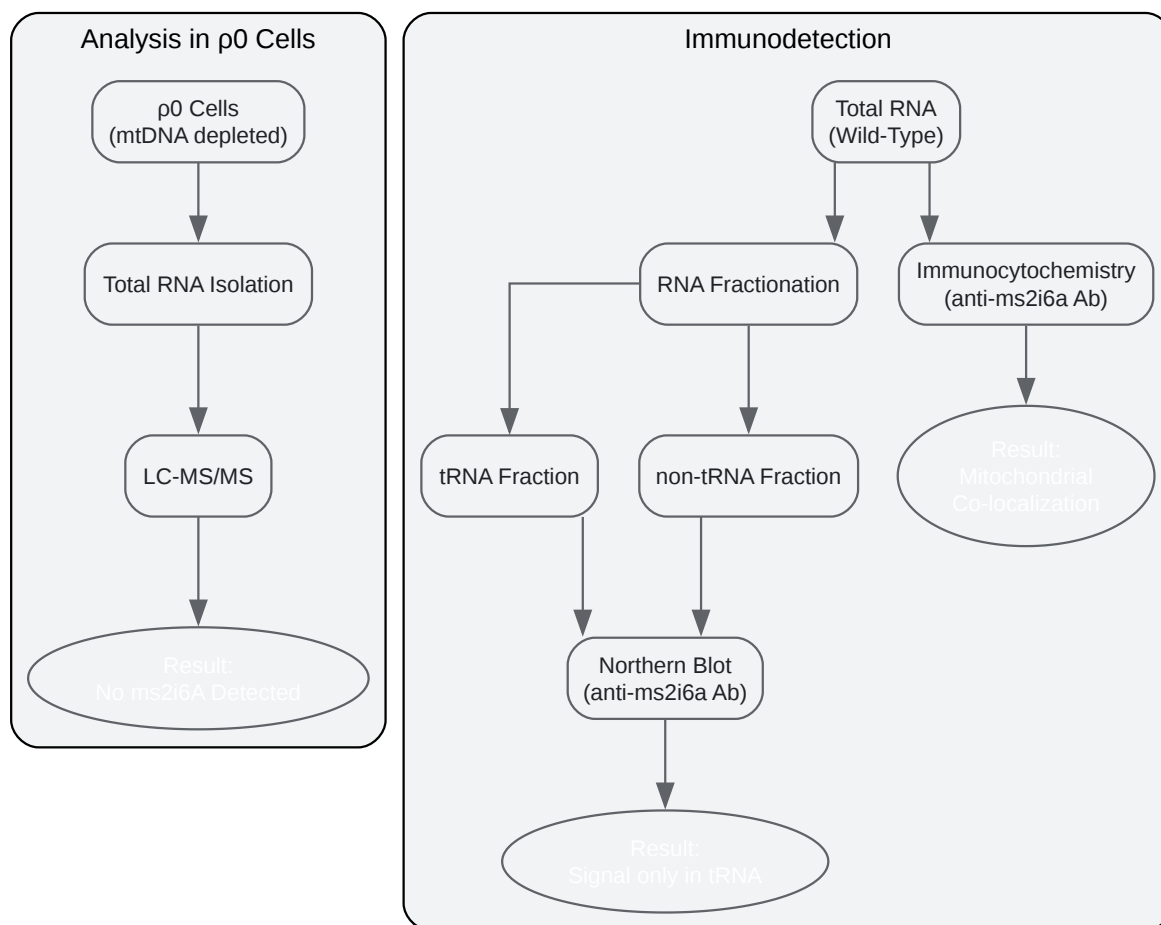 Analysis in ρ0 Cells
ρ0 Cells
(mtDNA depleted)
Total RNA Isolation
LC-MS/MS
Result:
No ms2i6A Detected
Immunodetection
Total RNA
(Wild-Type)
RNA Fractionation
Immunocytochemistry
(anti-ms2i6a Ab)
tRNA Fraction
non-tRNA Fraction
Result:
Mitochondrial
Co-localization
Northern Blot
(anti-ms2i6a Ab)
Result:
Signal only in tRNA